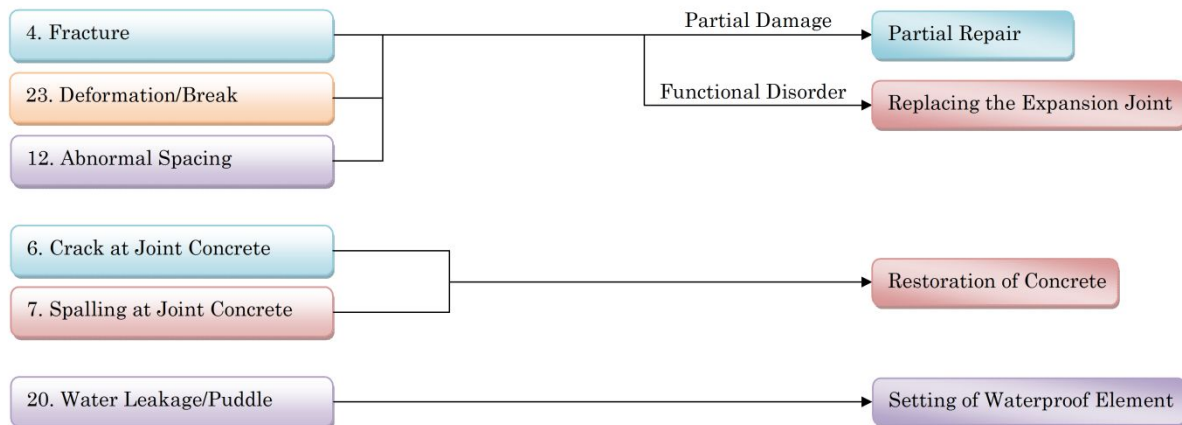 4. Fracture
Partial Damage
Partial Repair
23. Deformation/Break
Functional Disorder
Replacing the Expansion Joint
12. Abnormal Spacing
6. Crack at Joint Concrete
Restoration of Concrete
7. Spalling at Joint Concrete
20. Water Leakage/Puddle
Setting of Waterproof Element